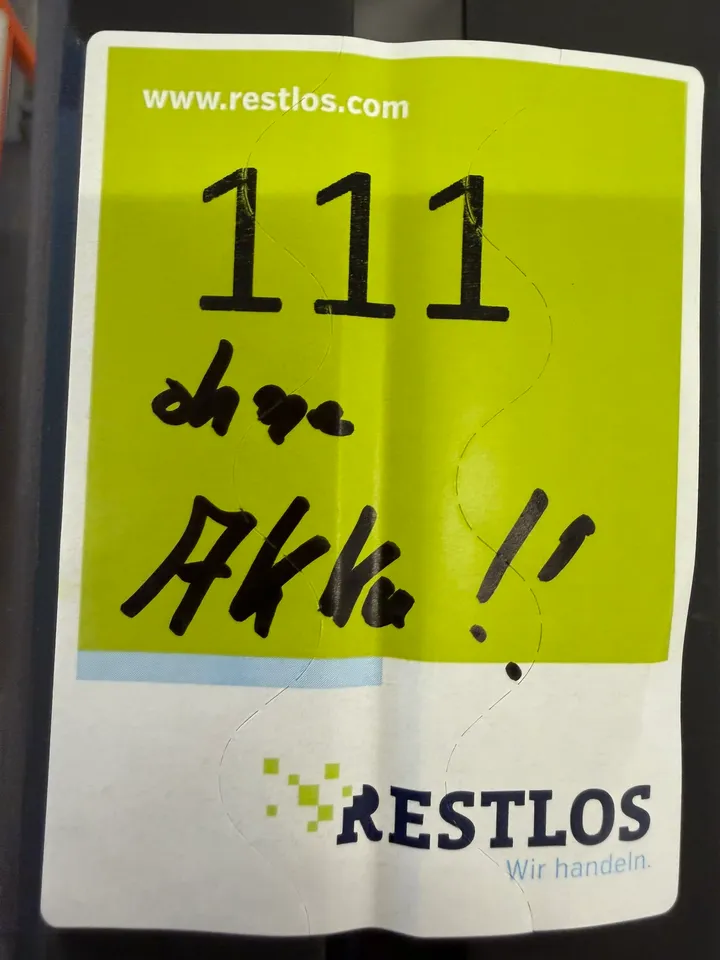 www.restlos.com
111
ohne
Akku!!
RESTLOS
Wir handeln.